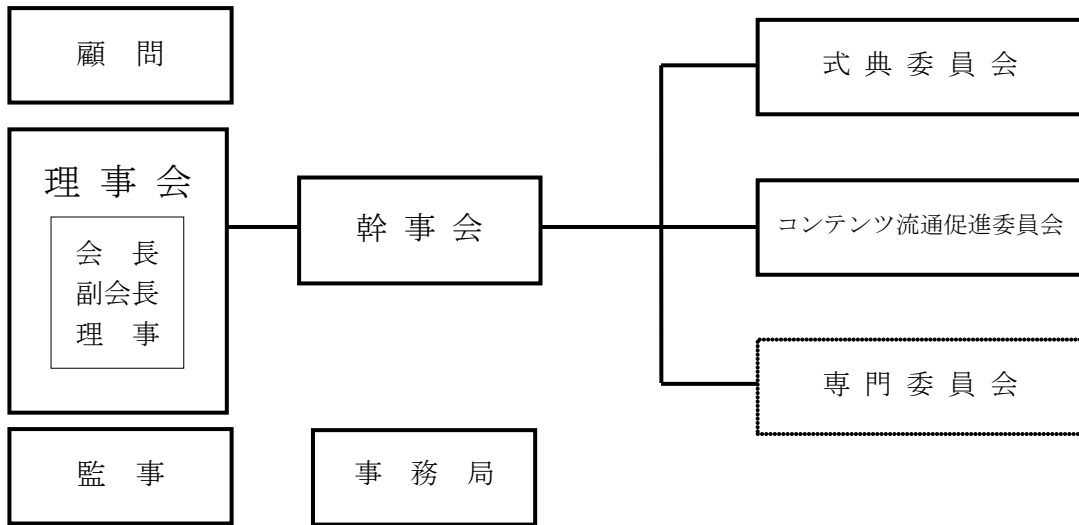 顧　問
理 事 会
会　長
副会長
理　事
監　事
幹 事 会
事　務　局
式 典 委 員 会
コンテンツ流通促進委員会
専 門 委 員 会